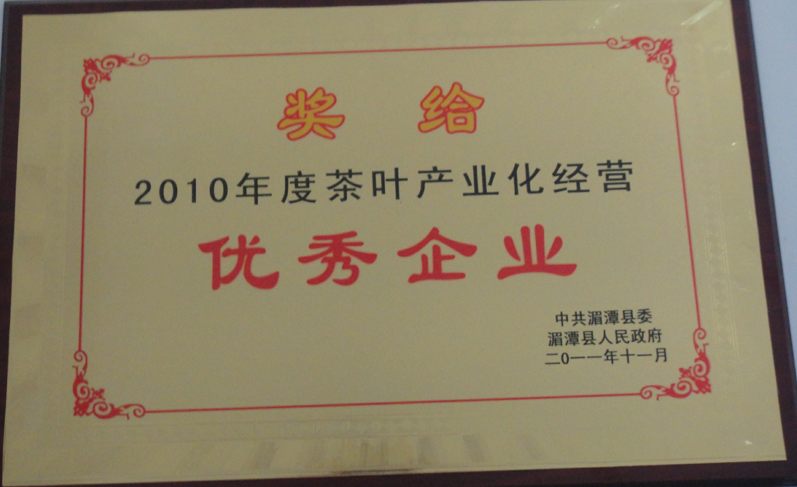 奖 给
2010年度茶叶产业化经营
优秀企业
中共湄潭县委
湄潭县人民政府
二0一一年十一月